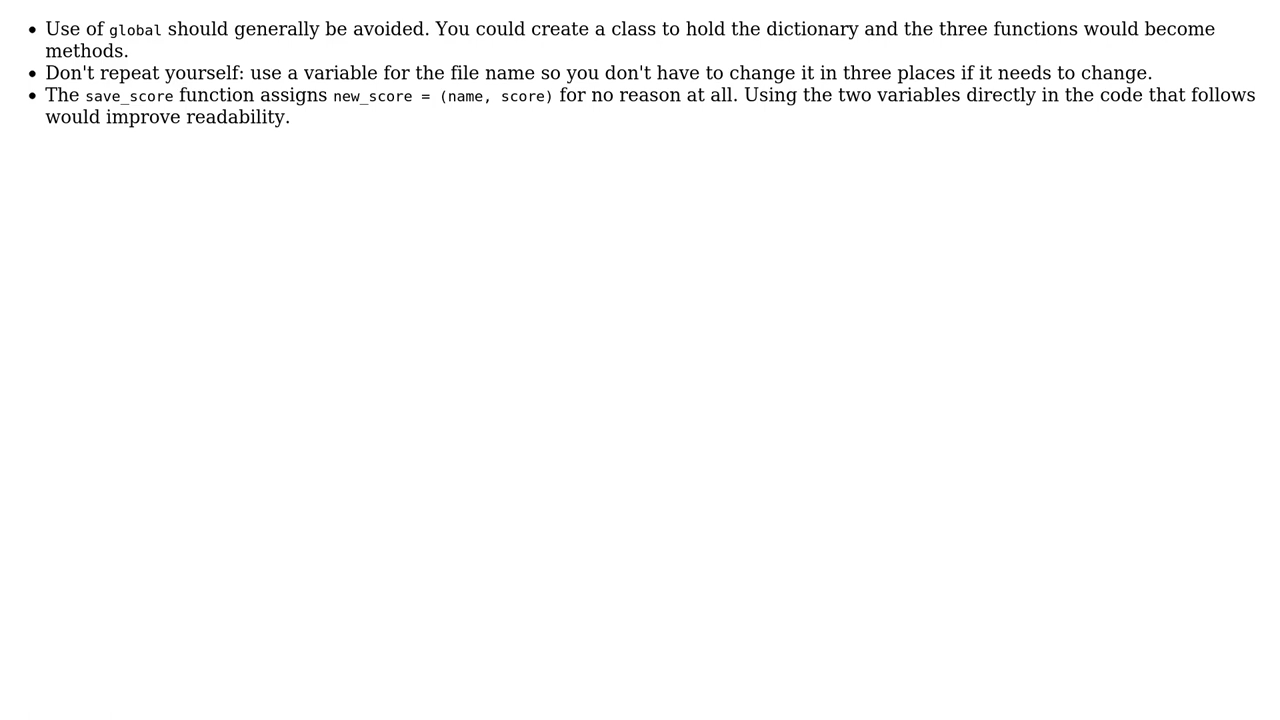 • Use of global should generally be avoided. You could create a class to hold the dictionary and the three functions would become
methods.
• Don't repeat yourself: use a variable for the file name so you don't have to change it in three places if it needs to change.
• The save_score function assigns new_score = (name, score) for no reason at all. Using the two variables directly in the code that follows
would improve readability.